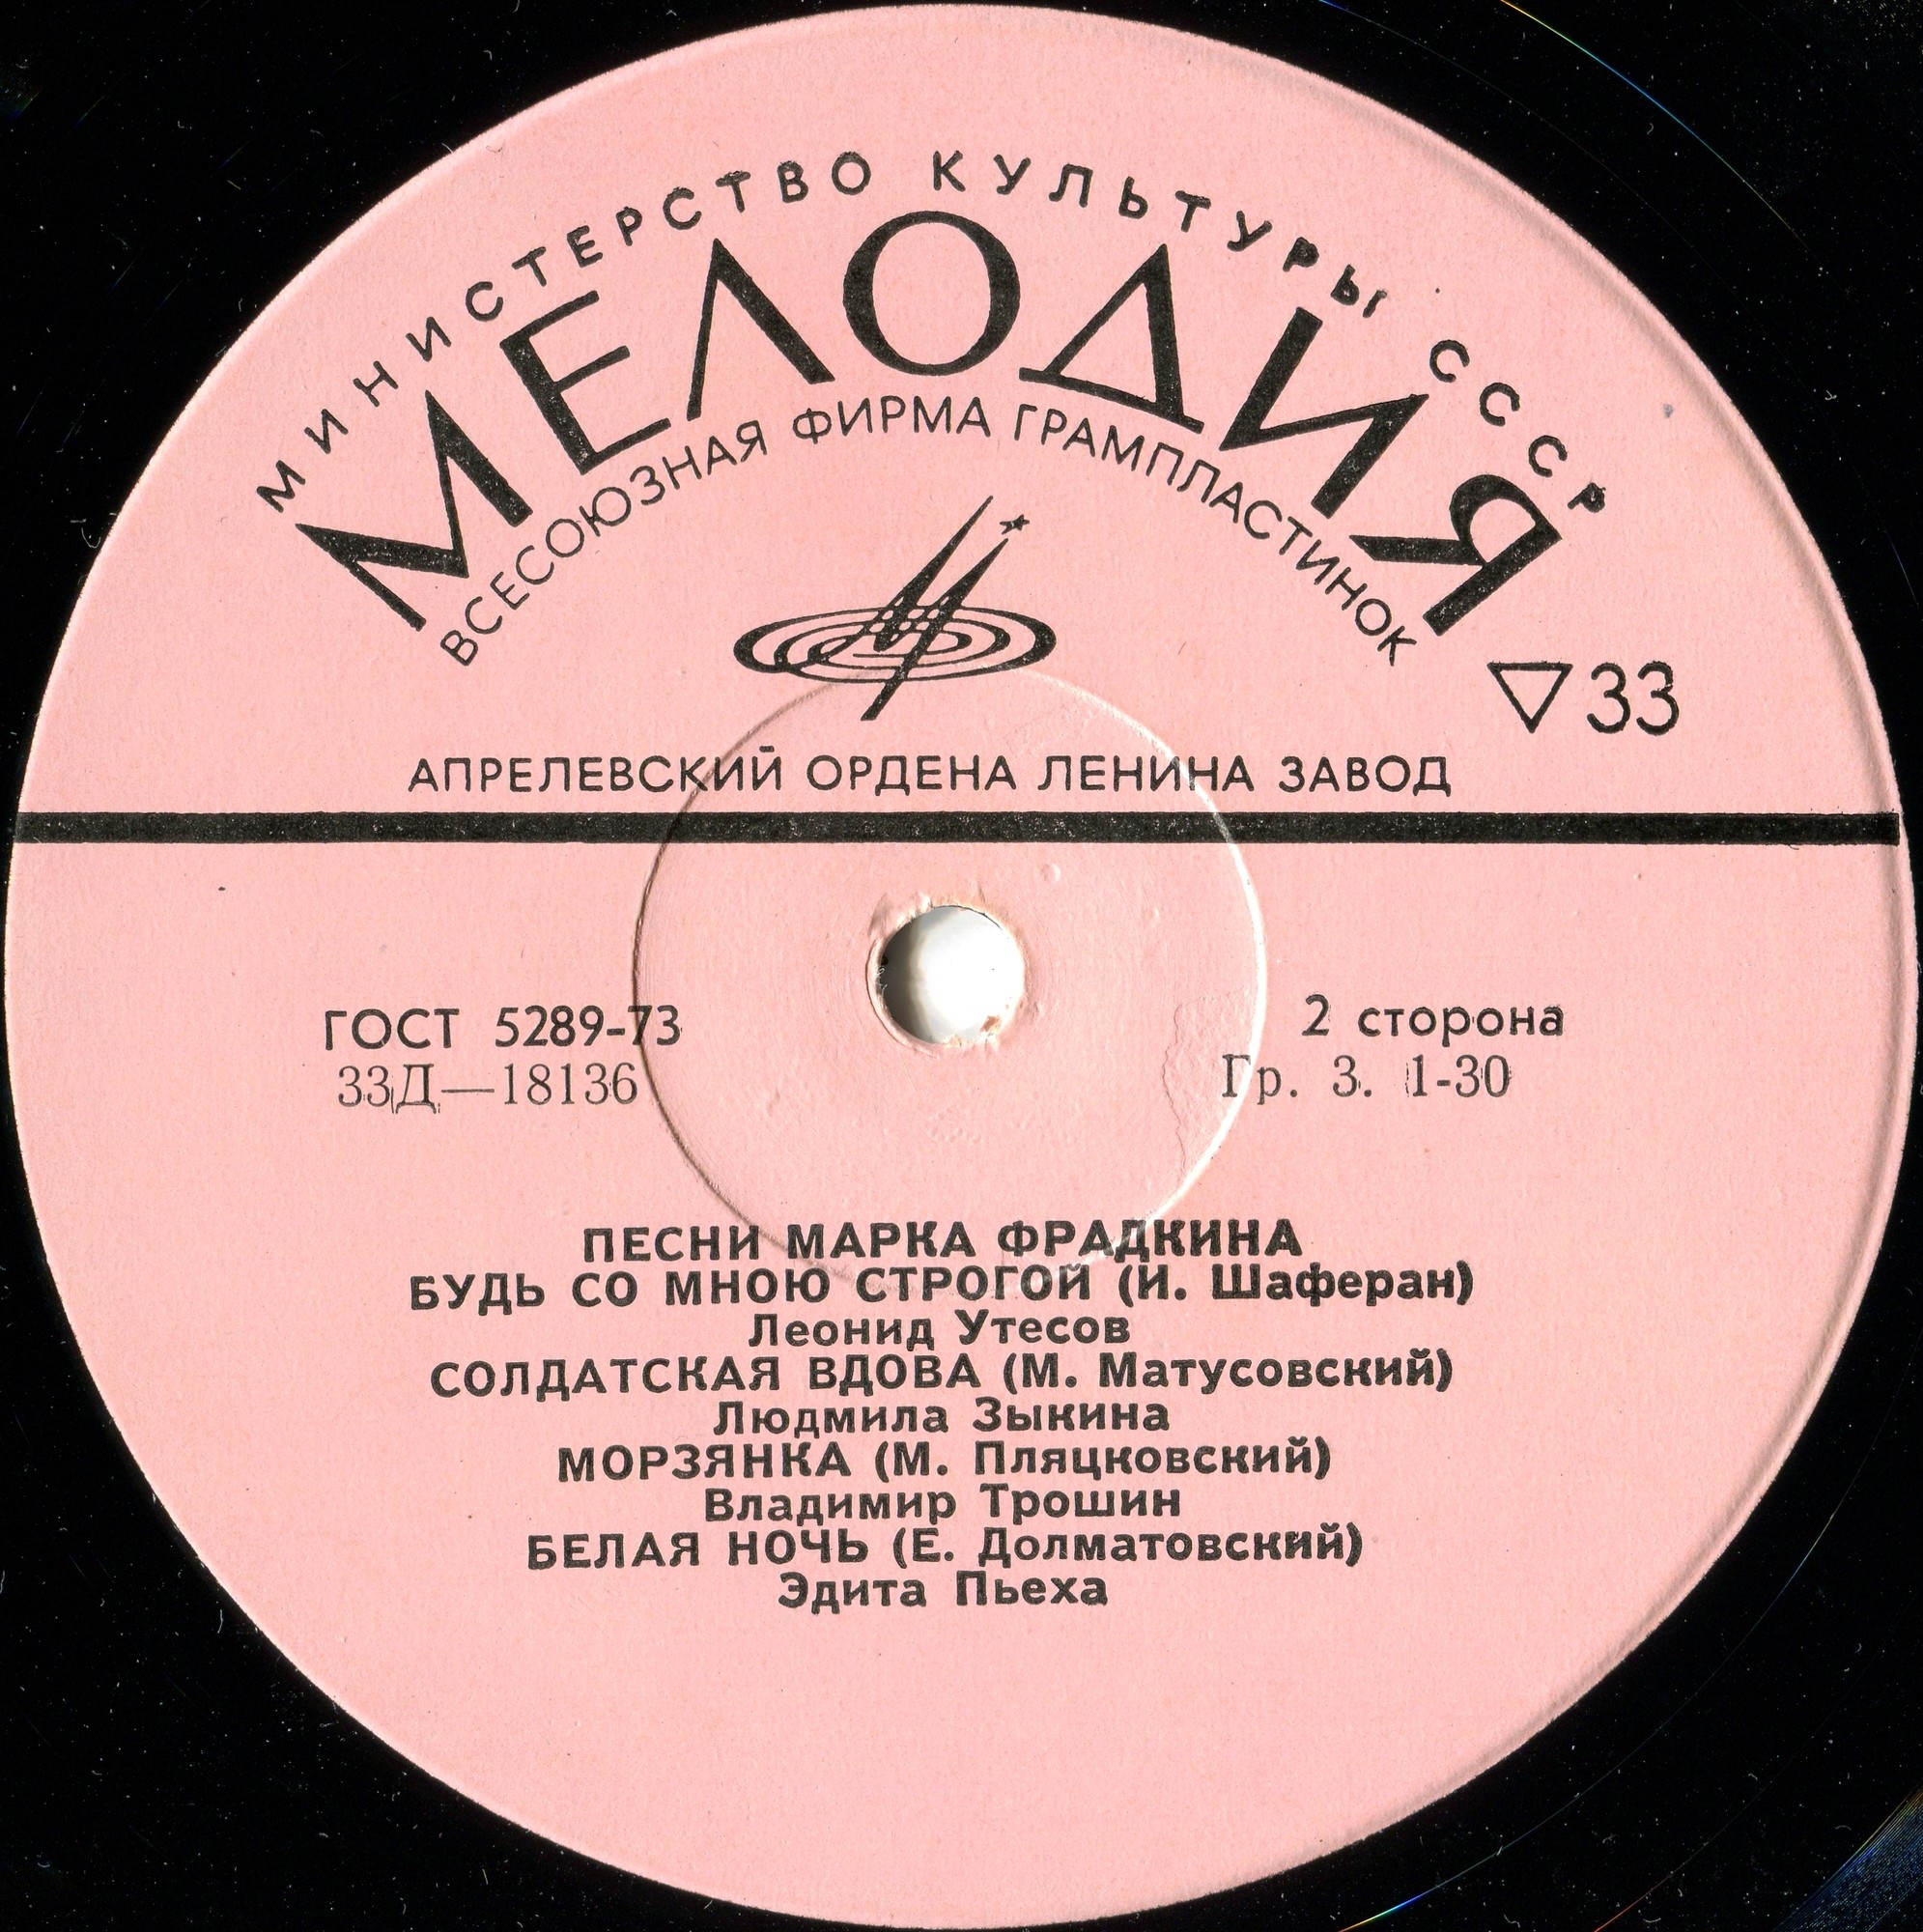 МИНИСТЕРСТВО КУЛЬТУРЫ СССР
МЕЛОДИЯ
ВСЕСОЮЗНАЯ ФИРМА ГРАМПЛАСТИНОК
▽33
АПРЕЛЕВСКИЙ ОРДЕНА ЛЕНИНА ЗАВОД
ГОСТ 5289-73
2 сторона
33Д—18136
Гр. 3. 1-30
ПЕСНИ МАРКА ФРАДКИНА
БУДЬ СО МНОЮ СТРОГОЙ (И. Шаферан)
Леонид Утесов
СОЛДАТСКАЯ ВДОВА (М. Матусовский)
Людмила Зыкина
МОРЗЯНКА (М. Пляцковский)
Владимир Трошин
БЕЛАЯ НОЧЬ (Е. Долматовский)
Эдита Пьеха